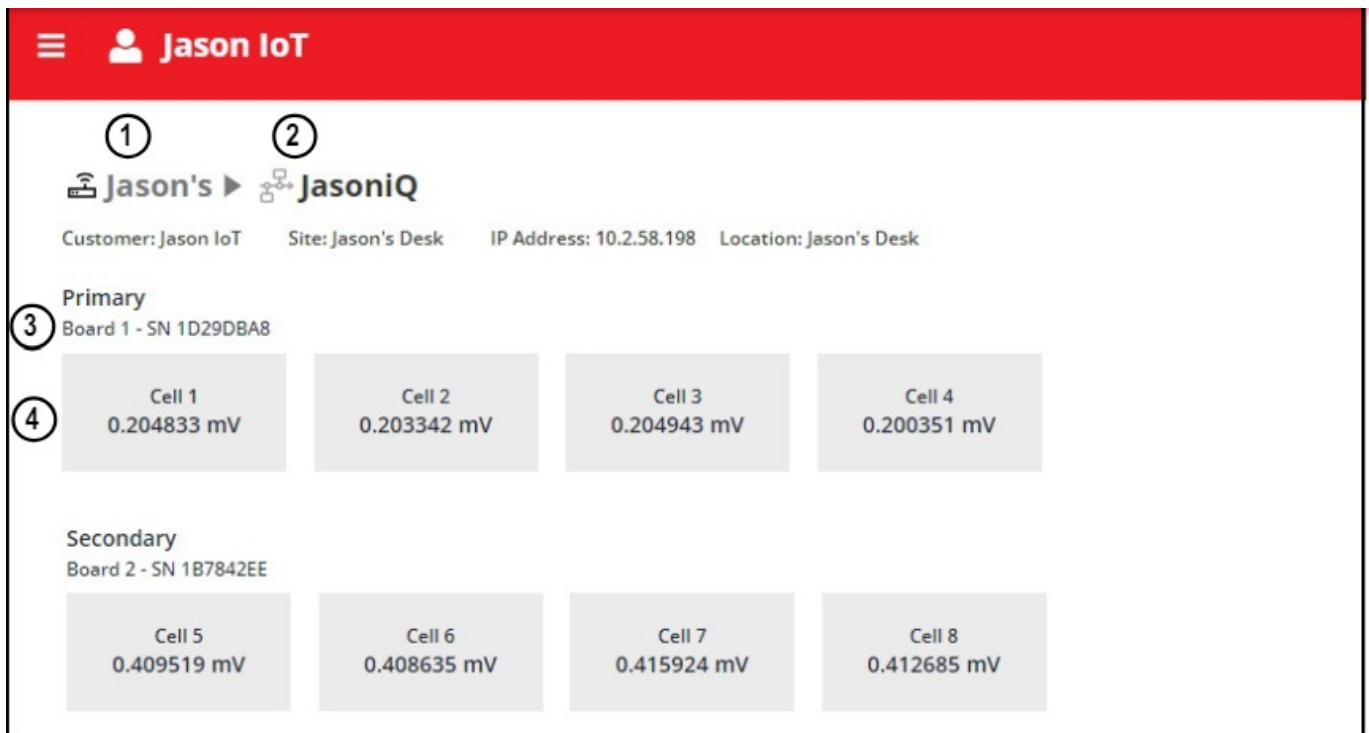 Jason IoT
1 2
Jason's JasoniQ
Customer: Jason IoT Site: Jason's Desk IP Address: 10.2.58.198 Location: Jason's Desk
Primary
3 Board 1 - SN 1D29DBA8
Cell 1 Cell 2 Cell 3 Cell 4
4 0.204833 mV 0.203342 mV 0.204943 mV 0.200351 mV
Secondary
Board 2 - SN 1B7842EE
Cell 5 Cell 6 Cell 7 Cell 8
0.409519 mV 0.408635 mV 0.415924 mV 0.412685 mV